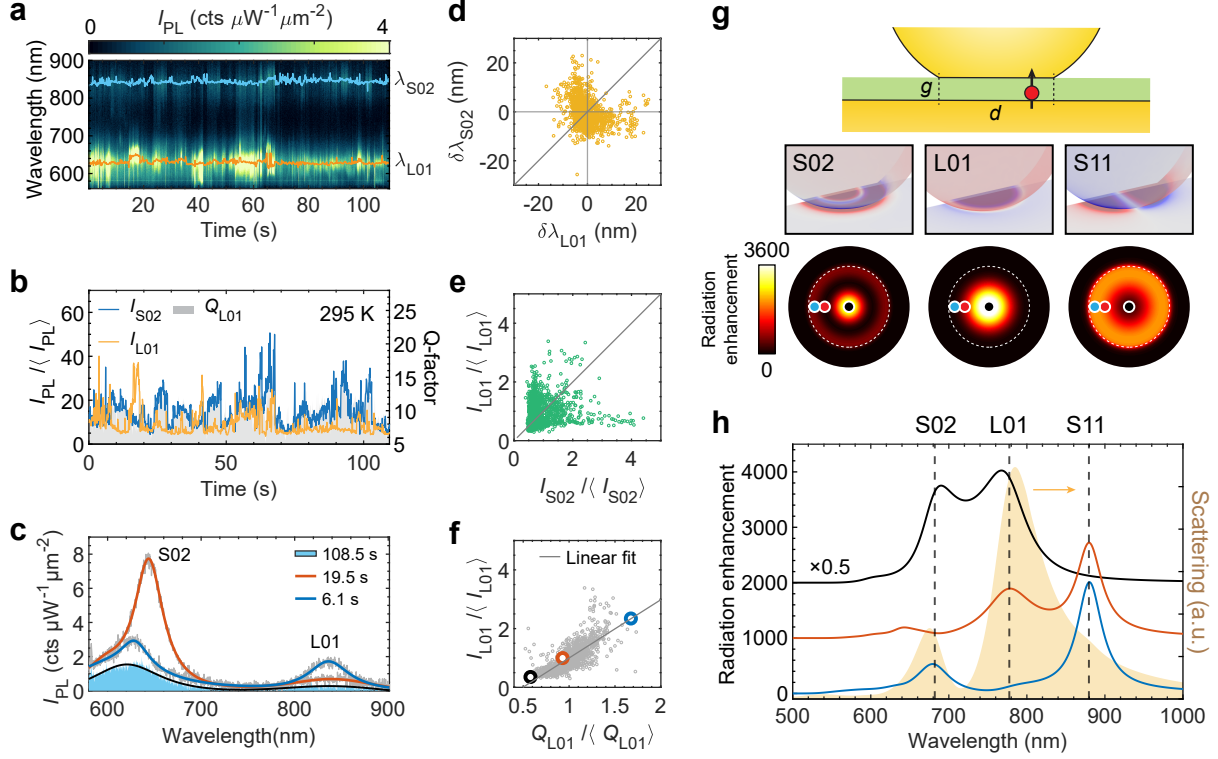 a
I_PL (cts μW⁻¹μm⁻²)
0
4
Wavelength (nm)
900
800
700
600
λ_S02
λ_L01
20
40
60
80
100
Time (s)
b
I_PL /⟨ I_PL⟩
60
40
20
0
I_S02
Q_L01
I_L01
295 K
25
20
15
10
5
Q-factor
0
50
100
Time (s)
c
I_PL (cts μW⁻¹ μm⁻²)
8
6
4
2
0
S02
L01
108.5 s
19.5 s
6.1 s
600
700
800
900
Wavelength(nm)
d
δλ_S02 (nm)
20
0
-20
-20
0
20
δλ_L01 (nm)
e
I_L01 /⟨ I_L01⟩
4
2
0
0
2
4
I_S02 /⟨ I_S02⟩
f
I_L01 /⟨ I_L01⟩
4
2
0
Linear fit
0.5
1
1.5
2
Q_L01 /⟨ Q_L01⟩
g
g
d
S02
L01
S11
Radiation
enhancement
3600
0
h
S02
L01
S11
Radiation enhancement
4000
3000
2000
1000
0
×0.5
Scattering (a.u.)
500
600
700
800
900
1000
Wavelength (nm)